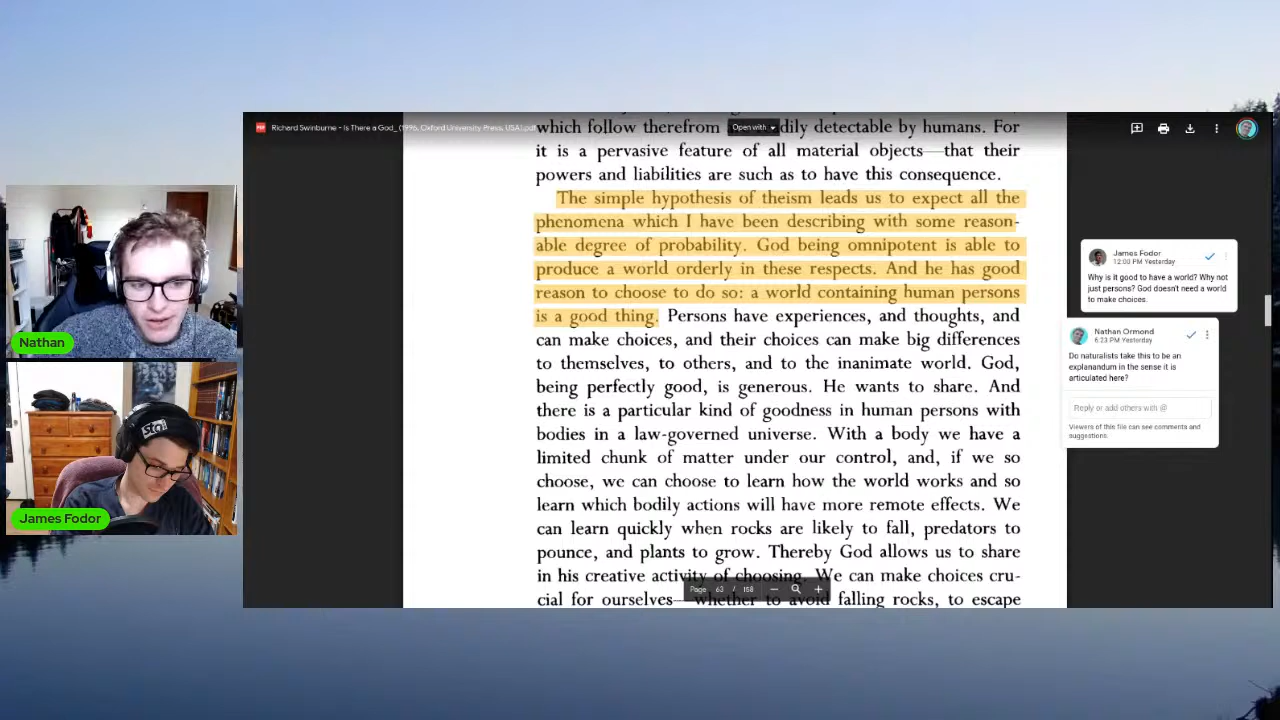 Richard Swinburne - Is There a God_ (1996, Oxford University Press, USA).pdf
Open with
which follow therefrom dily detectable by humans. For
it is a pervasive feature of all material objects—that their
powers and liabilities are such as to have this consequence.
The simple hypothesis of theism leads us to expect all the
phenomena which I have been describing with some reason-
able degree of probability. God being omnipotent is able to
produce a world orderly in these respects. And he has good
reason to choose to do so: a world containing human persons
is a good thing. Persons have experiences, and thoughts, and
can make choices, and their choices can make big differences
to themselves, to others, and to the inanimate world. God,
being perfectly good, is generous. He wants to share. And
there is a particular kind of goodness in human persons with
bodies in a law-governed universe. With a body we have a
limited chunk of matter under our control, and, if we so
choose, we can choose to learn how the world works and so
learn which bodily actions will have more remote effects. We
can learn quickly when rocks are likely to fall, predators to
pounce, and plants to grow. Thereby God allows us to share
in his creative activity of choosing. We can make choices cru-
cial for ourselves—whether to avoid falling rocks, to escape
Page 63 / 158
James Fodor
12:00 PM Yesterday
Why is it good to have a world? Why not
just persons? God doesn't need a world
to make choices.
Nathan Ormond
6:23 PM Yesterday
Do naturalists take this to be an
explanandum in the sense it is
articulated here?
Reply or add others with @
Viewers of this file can see comments and
suggestions.
Nathan
James Fodor